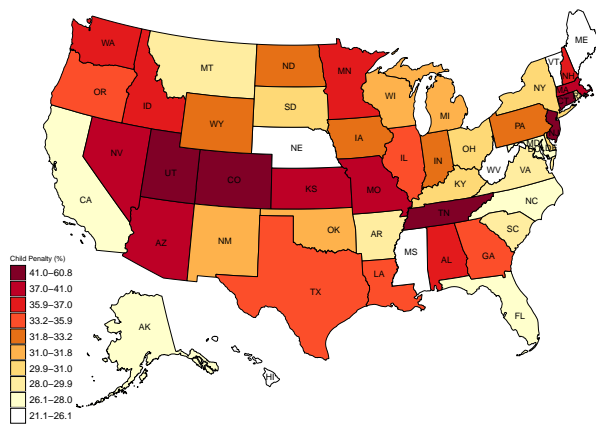 ME
WA
VT
MT
ND
MN
NH
OR
ID
WI
NY
MA
SD
MI
WY
IA
PA
NE
OH
NV
IL
IN
UT
CO
WV
VA
CA
KS
MO
KY
NC
TN
AZ
NM
OK
AR
SC
MS
AL
GA
LA
TX
FL
AK
HI
Child Penalty (%)
41.0–60.8
37.0–41.0
35.9–37.0
33.2–35.9
31.8–33.2
31.0–31.8
29.9–31.0
28.0–29.9
26.1–28.0
21.1–26.1